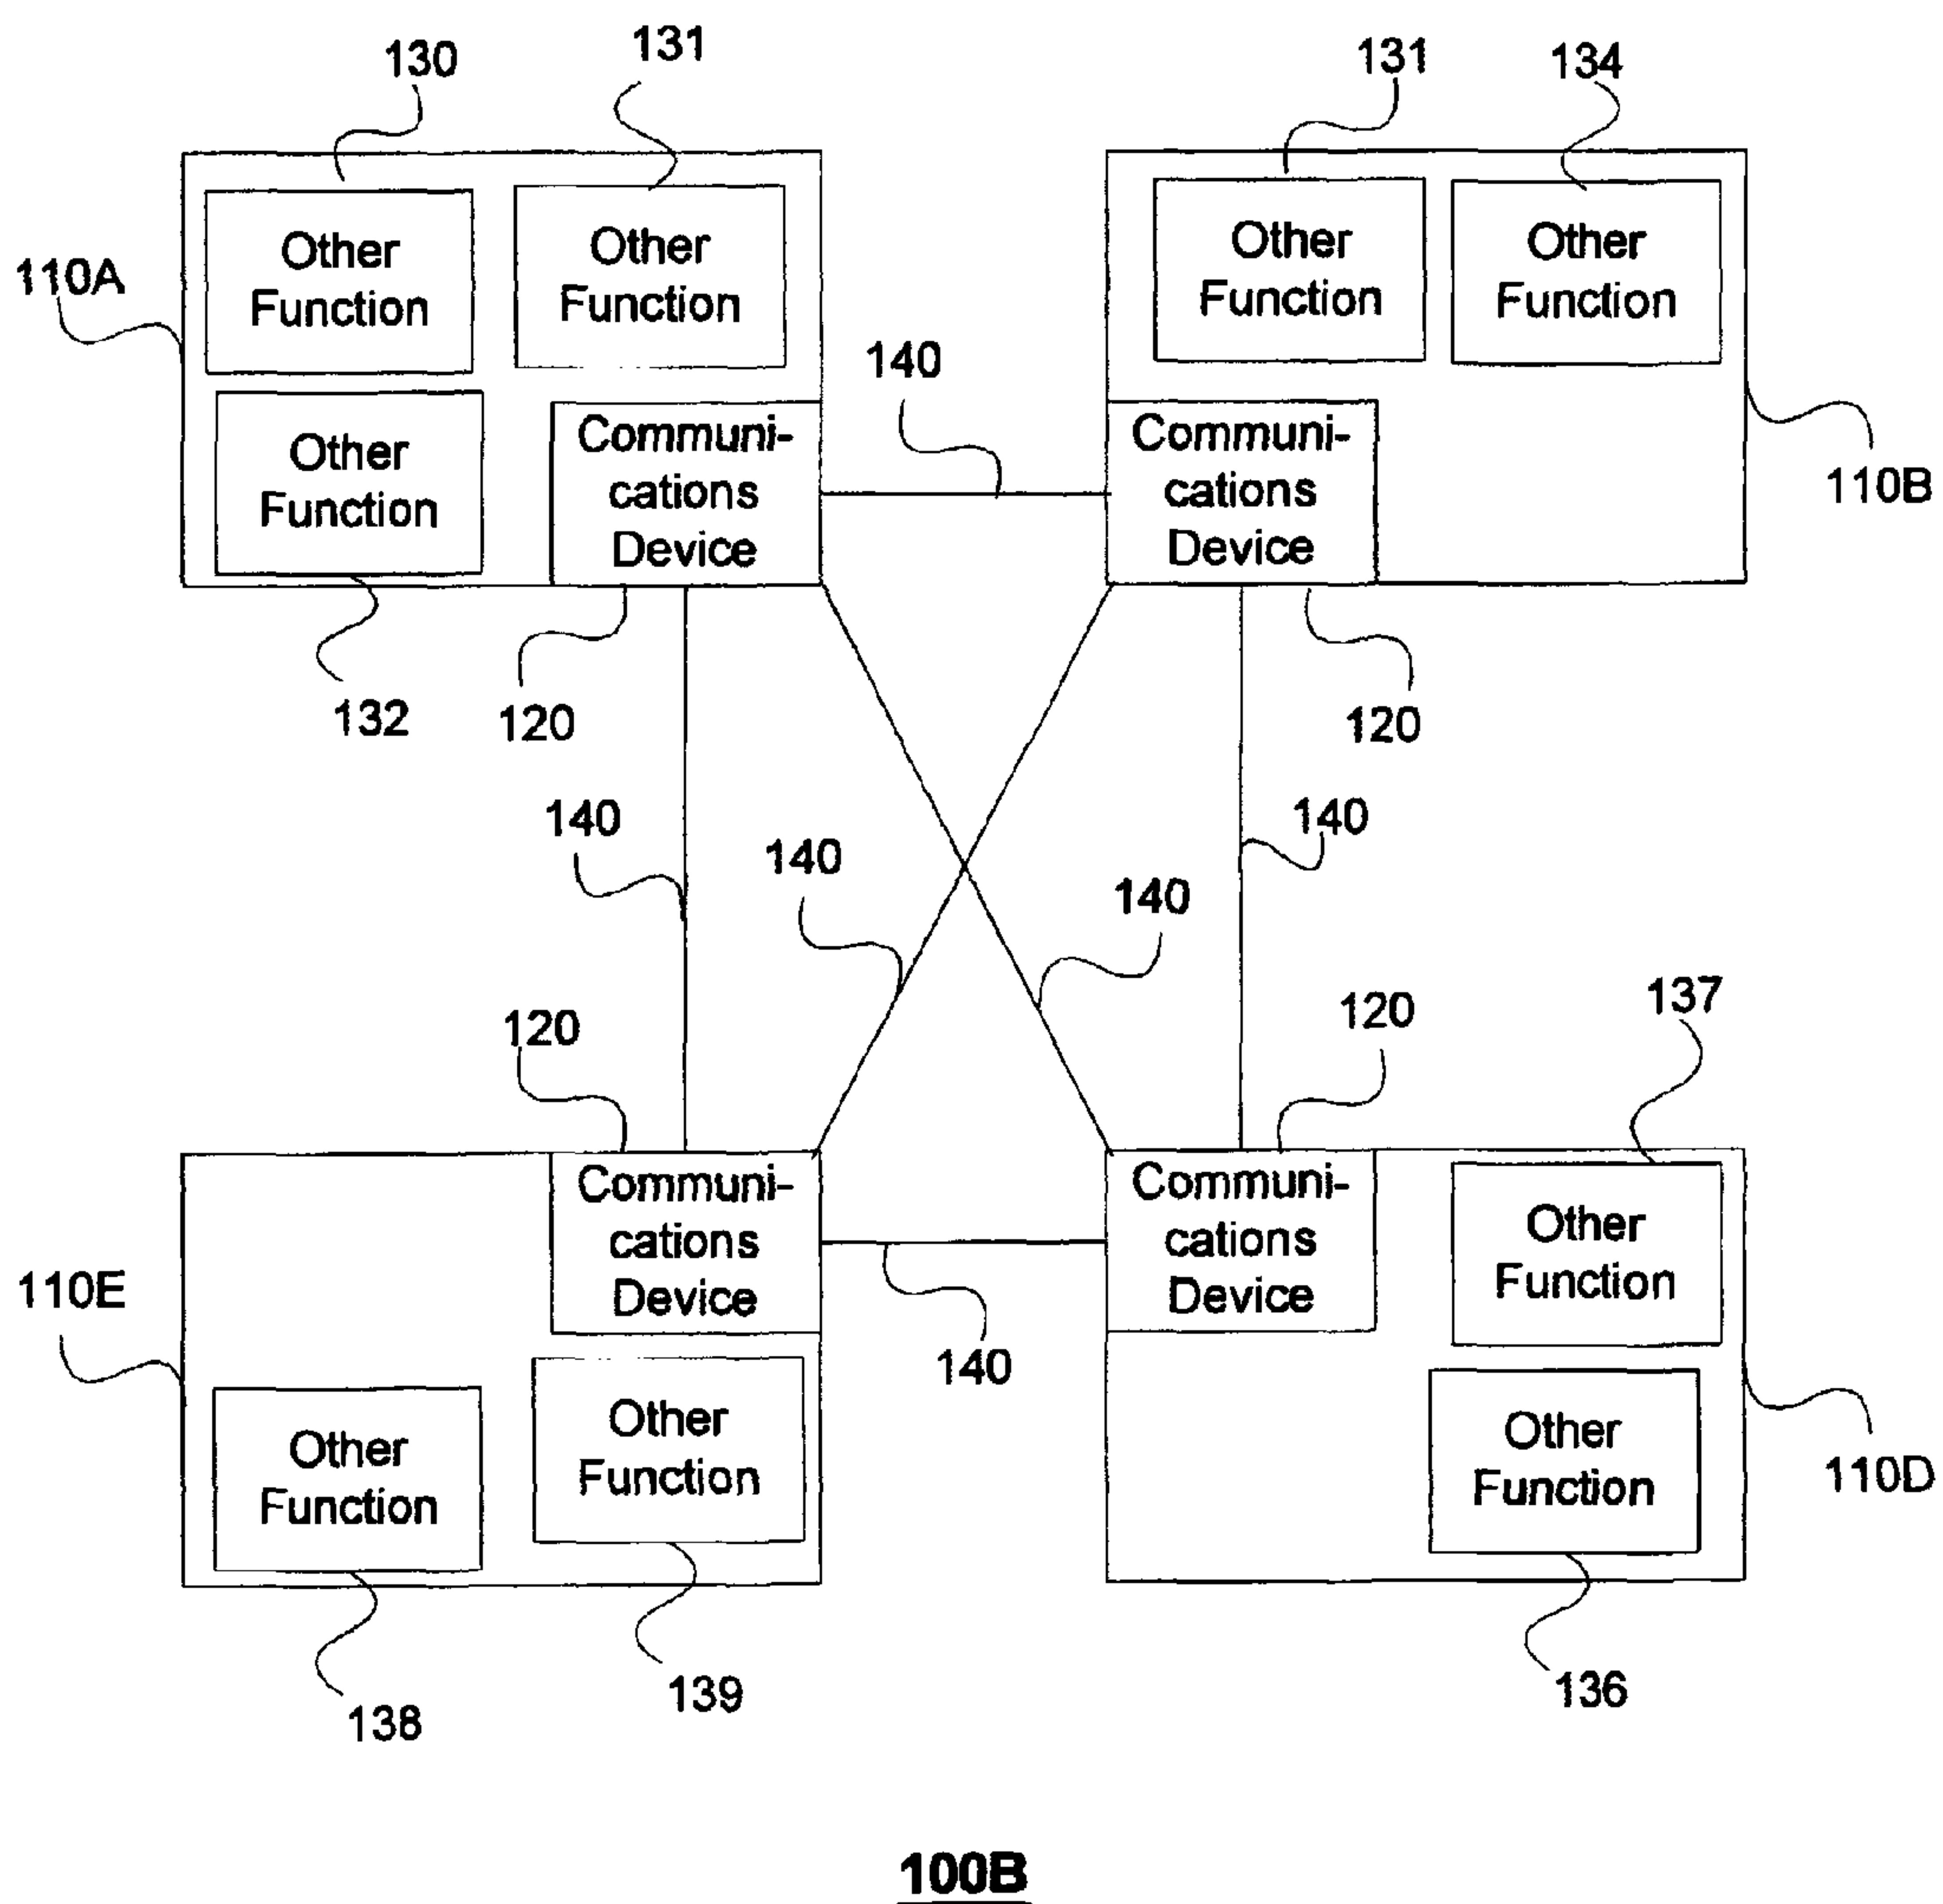 130
131
131
134
Other
Function
Other
Function
Other
Function
Other
Function
110A
140
Other
Function
Communi-
cations
Device
Communi-
cations
Device
110B
132
120
120
140
140
140
140
120
120
137
Communi-
cations
Device
Communi-
cations
Device
Other
Function
110E
140
Other
Function
Other
Function
Other
Function
110D
138
139
136
100B